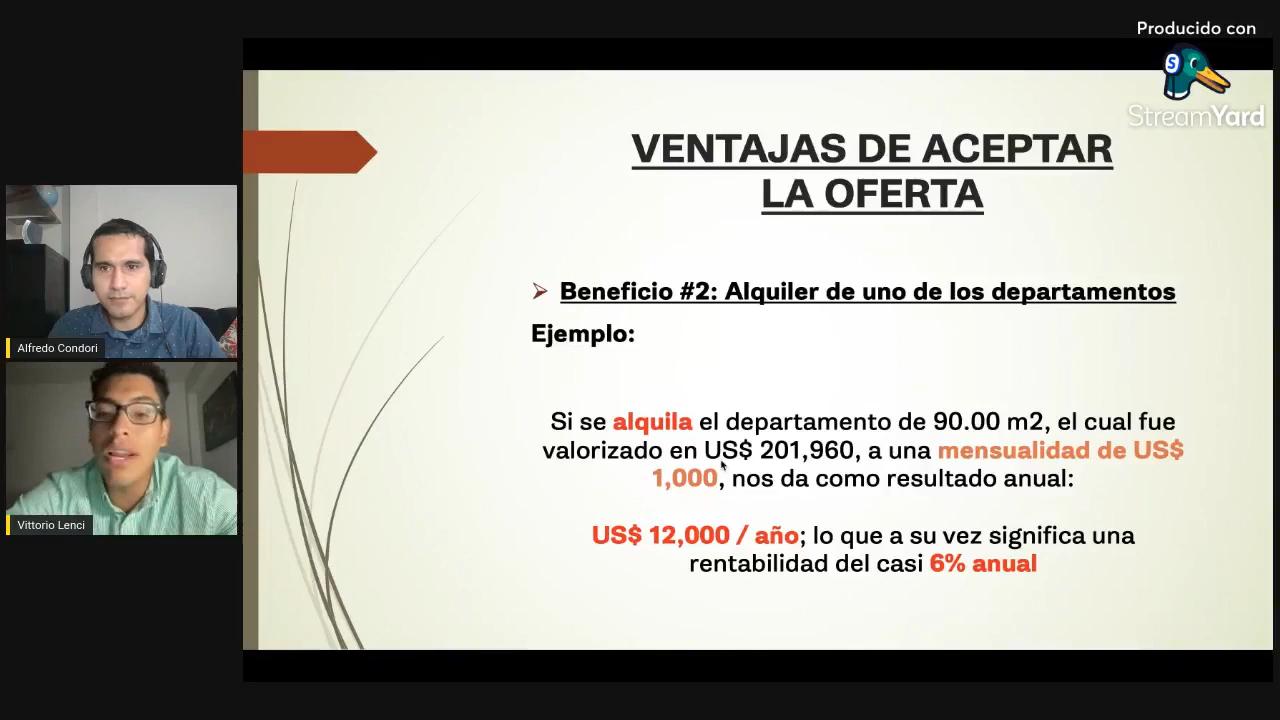 Producido con
StreamYard
VENTAJAS DE ACEPTAR
LA OFERTA
Beneficio #2: Alquiler de uno de los departamentos
Ejemplo:
Si se alquila el departamento de 90.00 m2, el cual fue
valorizado en US$ 201,960, a una mensualidad de US$
1,000, nos da como resultado anual:
US$ 12,000 / año; lo que a su vez significa una
rentabilidad del casi 6% anual
Alfredo Condori
Vittorio Lenci